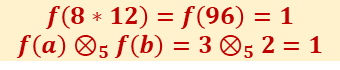 f(8 * 12) = f(96) = 1
f(a) ⊗₅ f(b) = 3 ⊗₅ 2 = 1